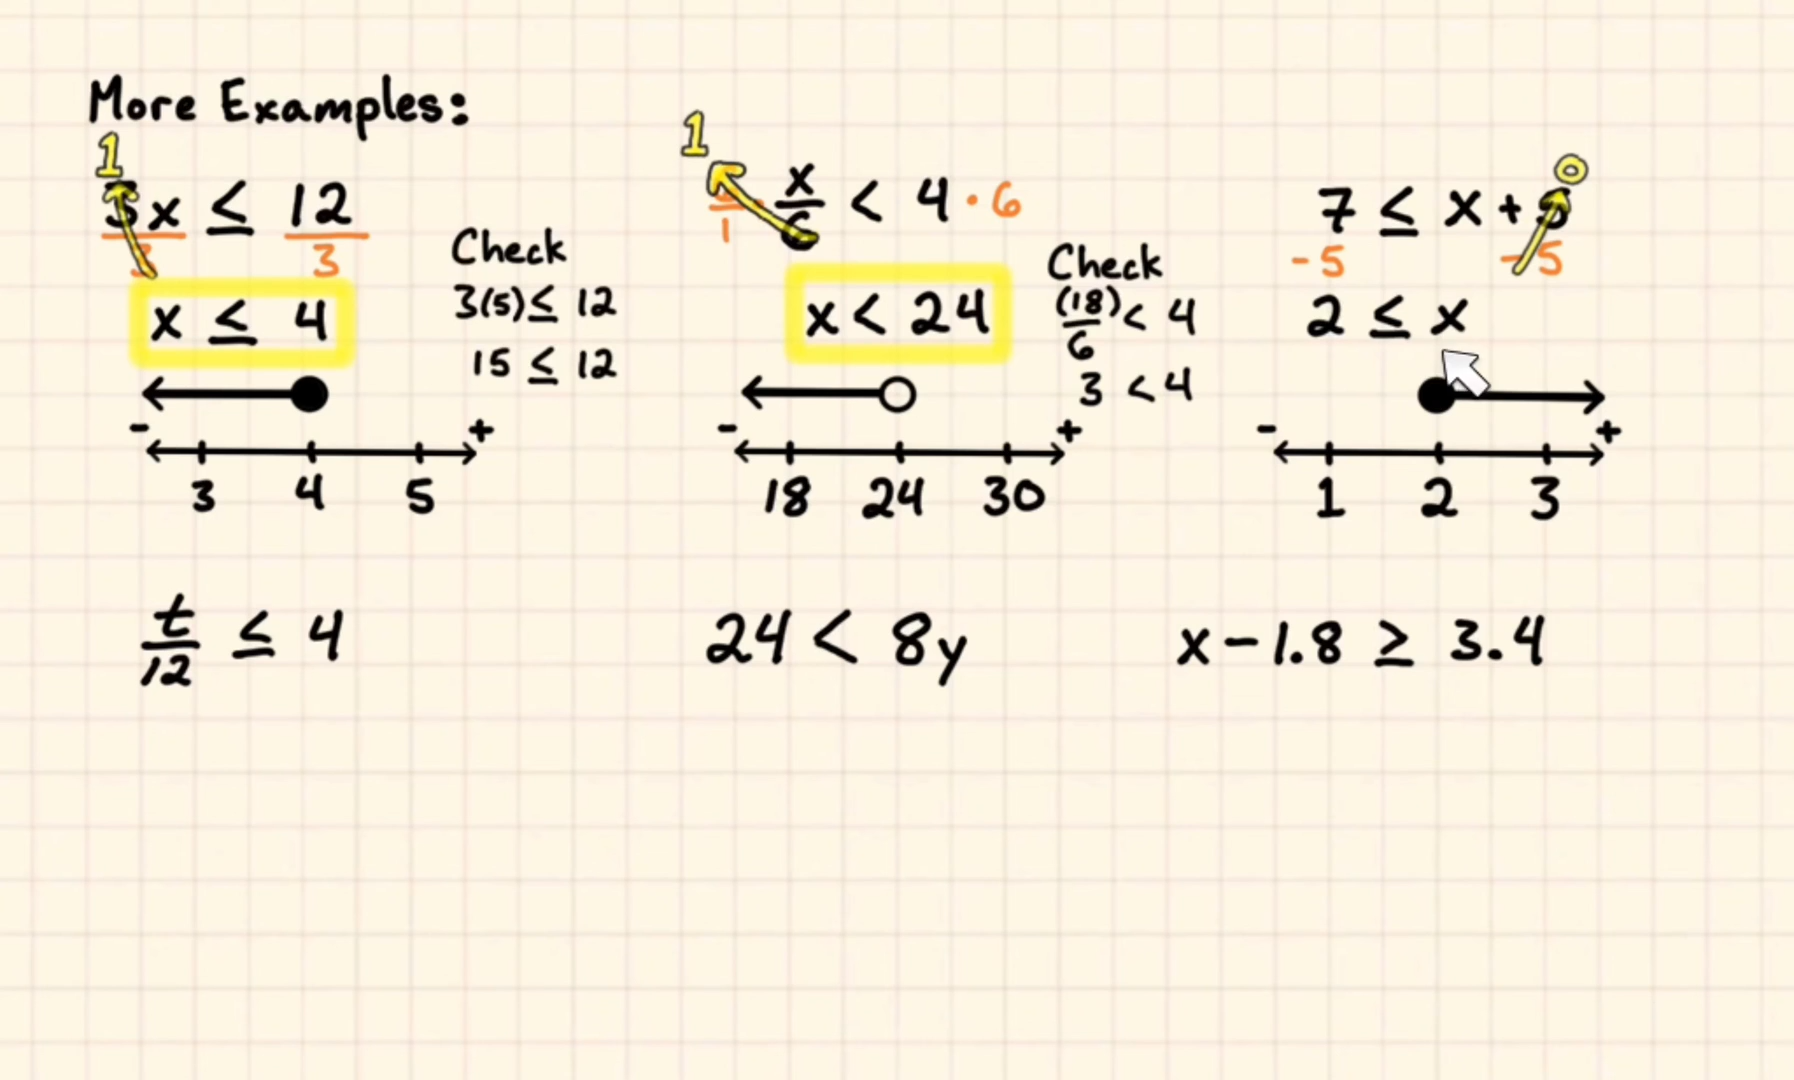 More Examples:
1
3x ≤ 12
3
x ≤ 4
Check
3(5) ≤ 12
15 ≤ 12
- +
3 4 5
1
x/6 < 4 · 6
1
x < 24
Check
(18)/6 < 4
3 < 4
- +
18 24 30
0
7 ≤ x + 5
-5 -5
2 ≤ x
- +
1 2 3
t/12 ≤ 4
24 < 8y
x - 1.8 ≥ 3.4